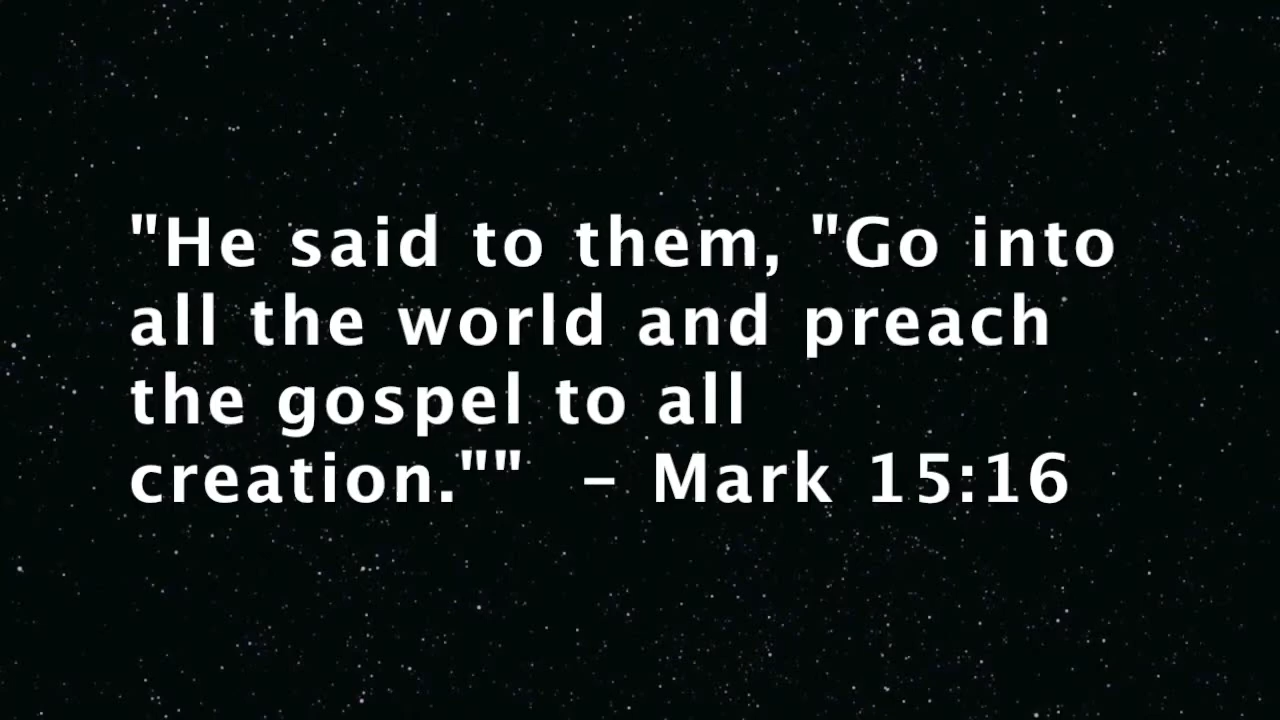 "He said to them, "Go into
all the world and preach
the gospel to all
creation.""  – Mark 15:16